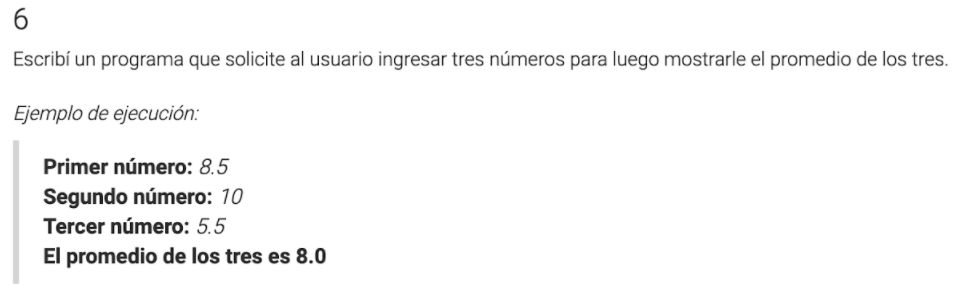 6
Escribí un programa que solicite al usuario ingresar tres números para luego mostrarle el promedio de los tres.
Ejemplo de ejecución:
Primer número: 8.5
Segundo número: 10
Tercer número: 5.5
El promedio de los tres es 8.0